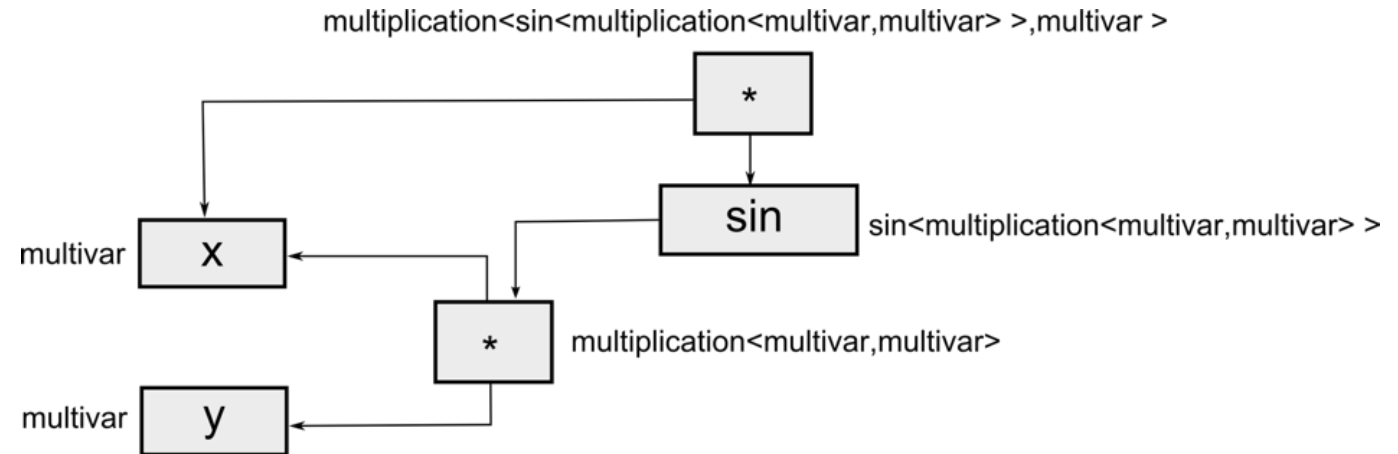 multiplication<sin<multiplication<multivar,multivar> >,multivar >
*
sin
sin<multiplication<multivar,multivar> >
multivar
x
*
multiplication<multivar,multivar>
multivar
y